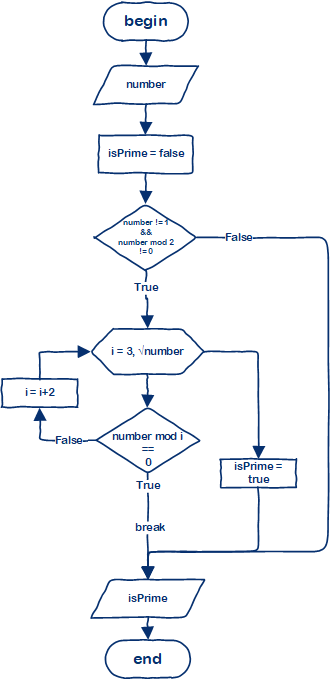 begin
number
isPrime = false
number != 1
&&
number mod 2
!= 0
False
True
i = 3, √number
i = i+2
number mod i
==
0
False
True
isPrime =
true
break
isPrime
end